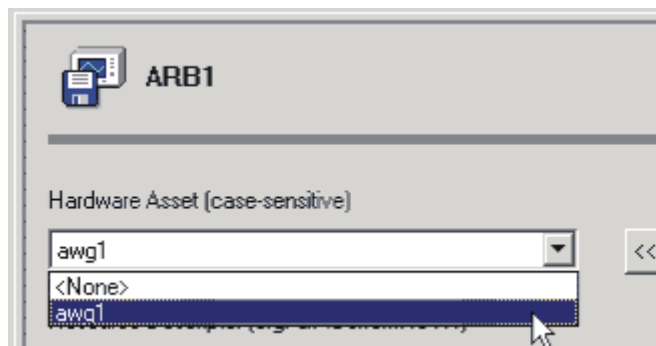 ARB1
Hardware Asset (case-sensitive)
awg1
<<
<None>
awg1